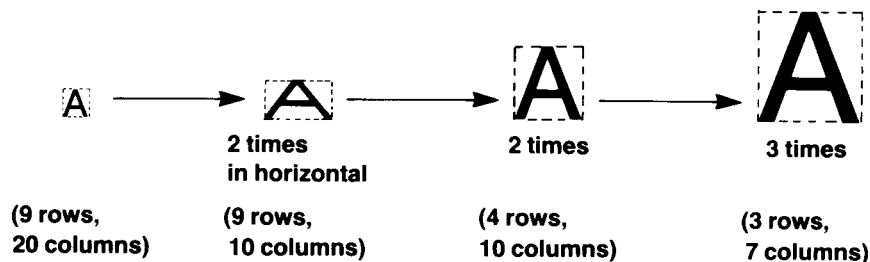 A
A
A
A
2 times
in horizontal
2 times
3 times
(9 rows,
20 columns)
(9 rows,
10 columns)
(4 rows,
10 columns)
(3 rows,
7 columns)